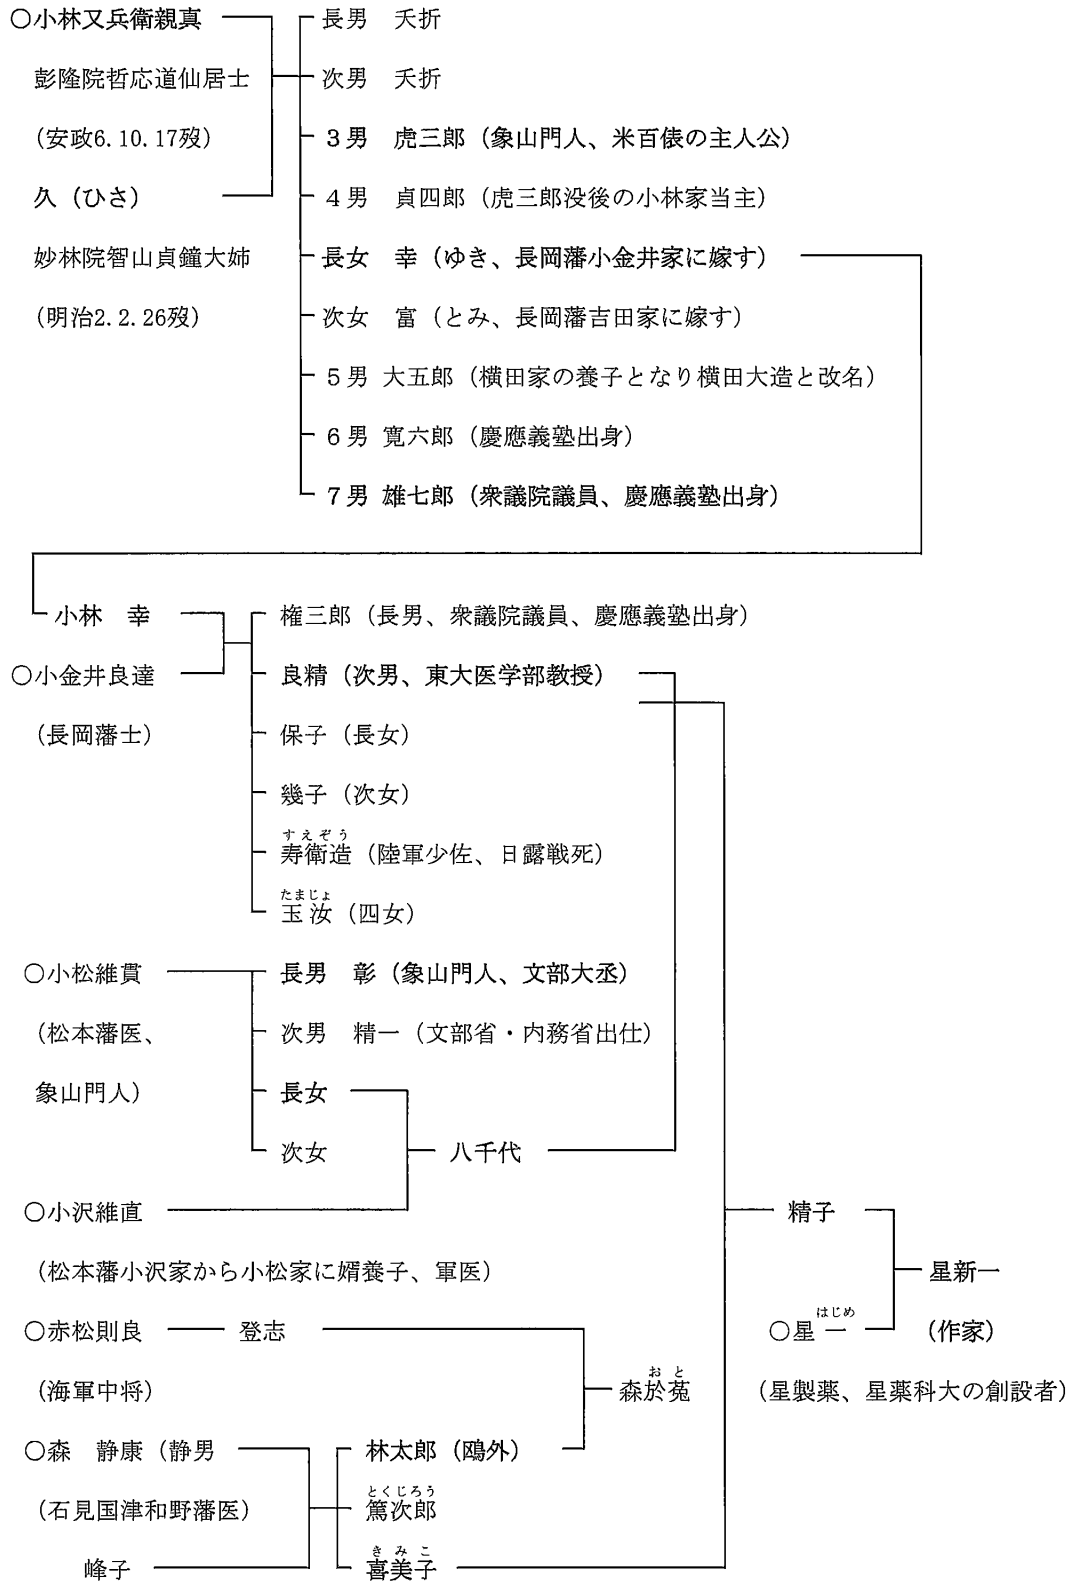 ○小林又兵衛親真 長男 夭折
彭隆院哲応道仙居士 次男 夭折
(安政6.10.17歿) 3男 虎三郎（象山門人、米百俵の主人公）
久（ひさ） 4男 貞四郎（虎三郎没後の小林家当主）
妙林院智山貞鐘大姉 長女 幸（ゆき、長岡藩小金井家に嫁す）
(明治2.2.26歿) 次女 富（とみ、長岡藩吉田家に嫁す）
5男 大五郎（横田家の養子となり横田大造と改名）
6男 寛六郎（慶應義塾出身）
7男 雄七郎（衆議院議員、慶應義塾出身）
小林 幸 権三郎（長男、衆議院議員、慶應義塾出身）
○小金井良達 良精（次男、東大医学部教授）
（長岡藩士） 保子（長女）
幾子（次女）
すえぞう
寿衛造（陸軍少佐、日露戦死）
たまじょ
玉汝（四女）
○小松維貫 長男 彰（象山門人、文部大丞）
（松本藩医、 次男 精一（文部省・内務省出仕）
象山門人） 長女
次女 八千代
○小沢維直 精子
（松本藩小沢家から小松家に婿養子、軍医） 星新一
はじめ
○赤松則良 登志 ○星 一 （作家）
おと
（海軍中将） 森於菟 （星製薬、星薬科大の創設者）
○森 静康（静男 林太郎（鴎外）
とくじろう
（石見国津和野藩医） 篤次郎
きみこ
峰子 喜美子